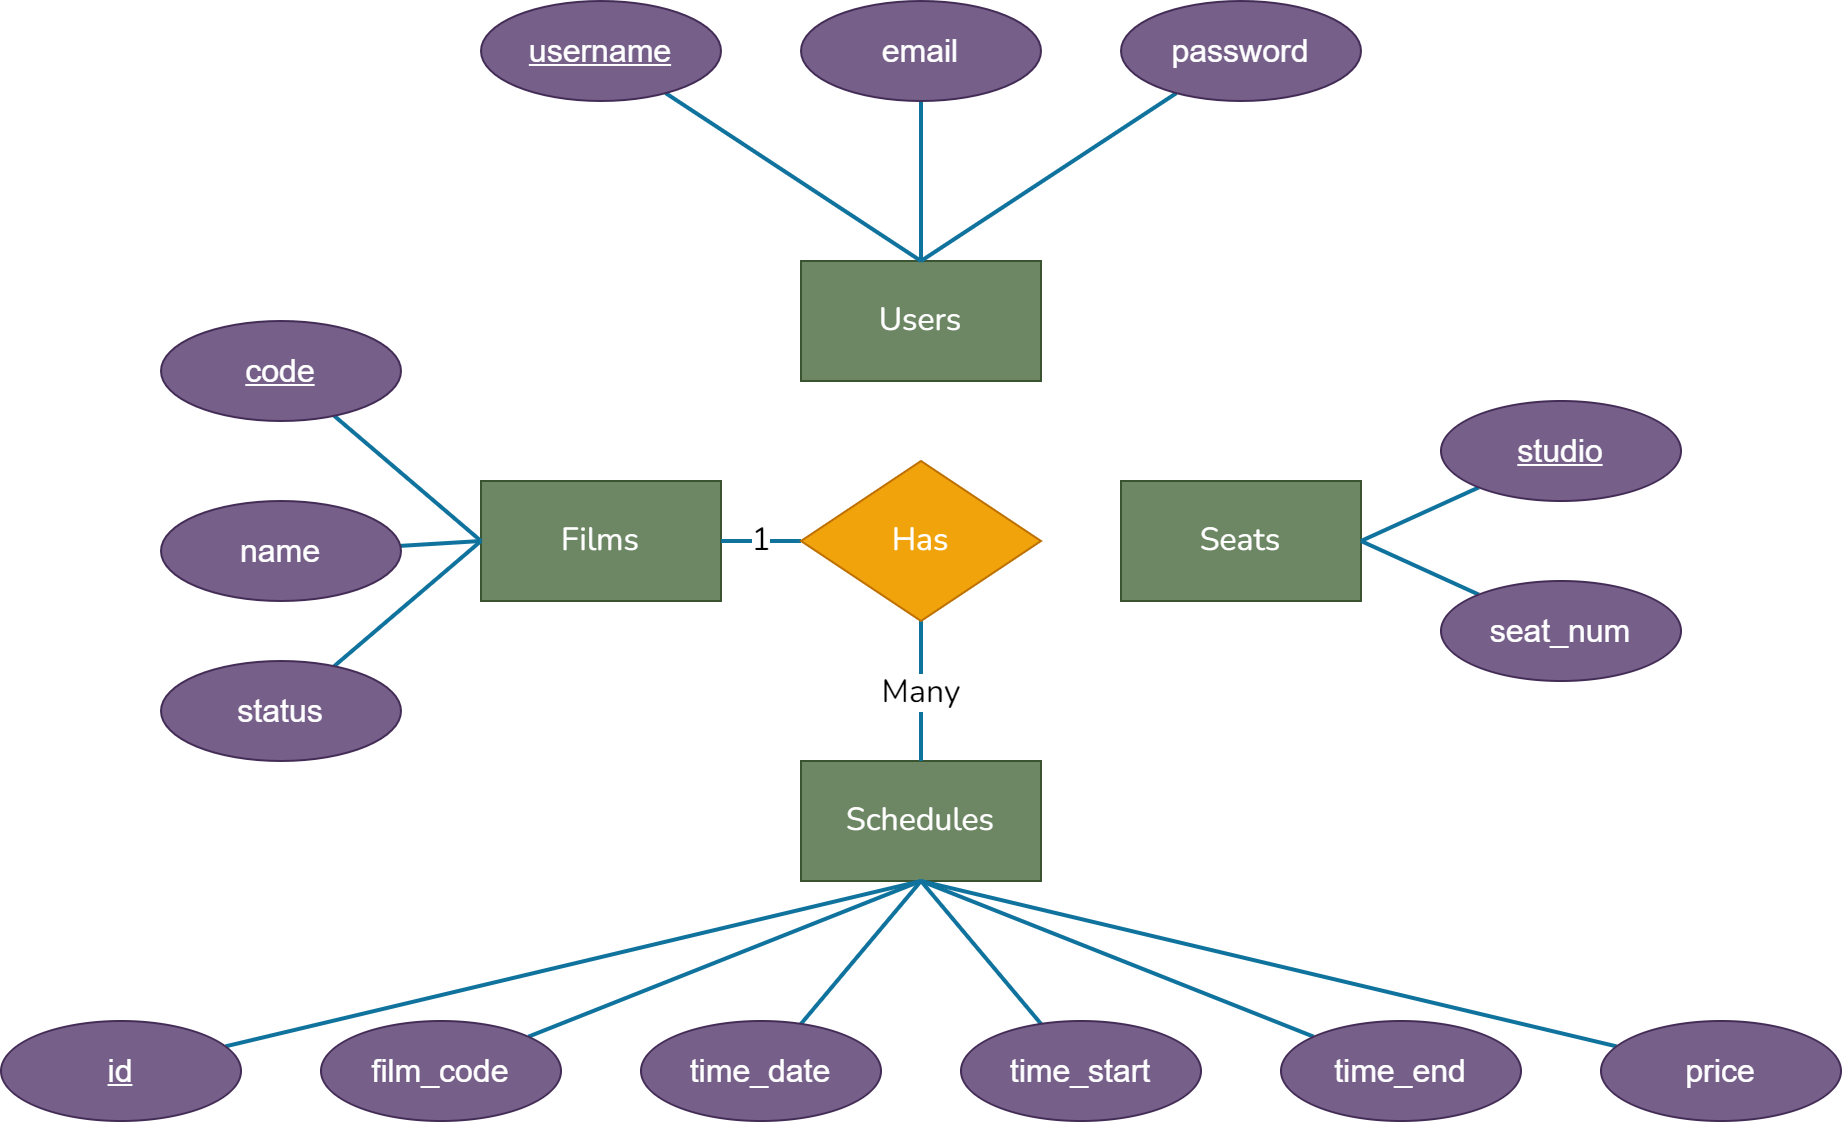 username
email
password
Users
code
studio
name
Films
1
Has
Seats
seat_num
status
Many
Schedules
id
film_code
time_date
time_start
time_end
price